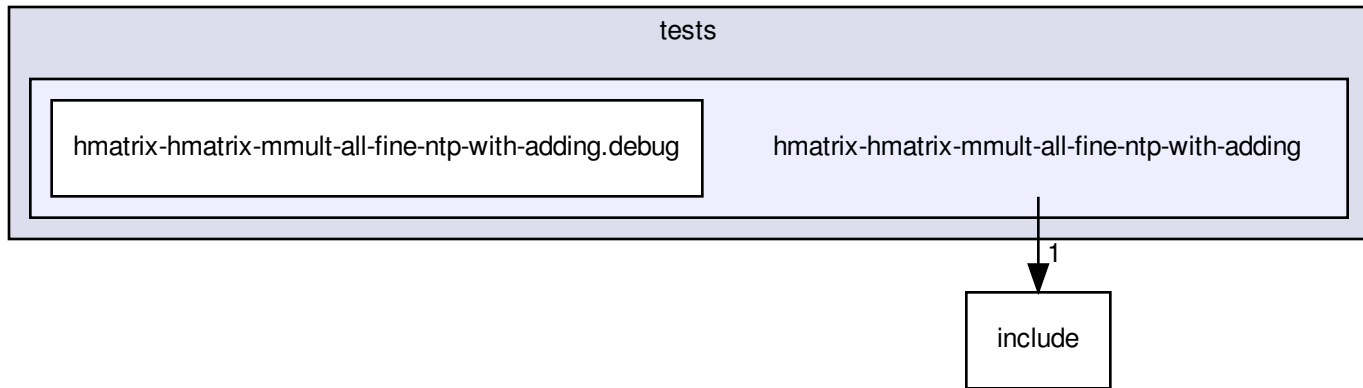 tests
hmatrix-hmatrix-mmult-all-fine-ntp-with-adding.debug
hmatrix-hmatrix-mmult-all-fine-ntp-with-adding
1
include